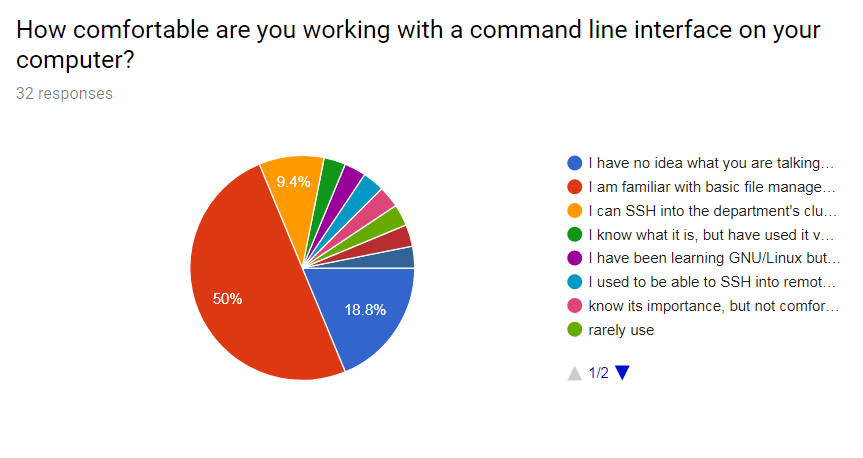 How comfortable are you working with a command line interface on your
computer?
32 responses
9.4%
50%
18.8%
I have no idea what you are talking...
I am familiar with basic file manage...
I can SSH into the department's clu...
I know what it is, but have used it v...
I have been learning GNU/Linux but...
I used to be able to SSH into remot...
know its importance, but not comfor...
rarely use
1/2